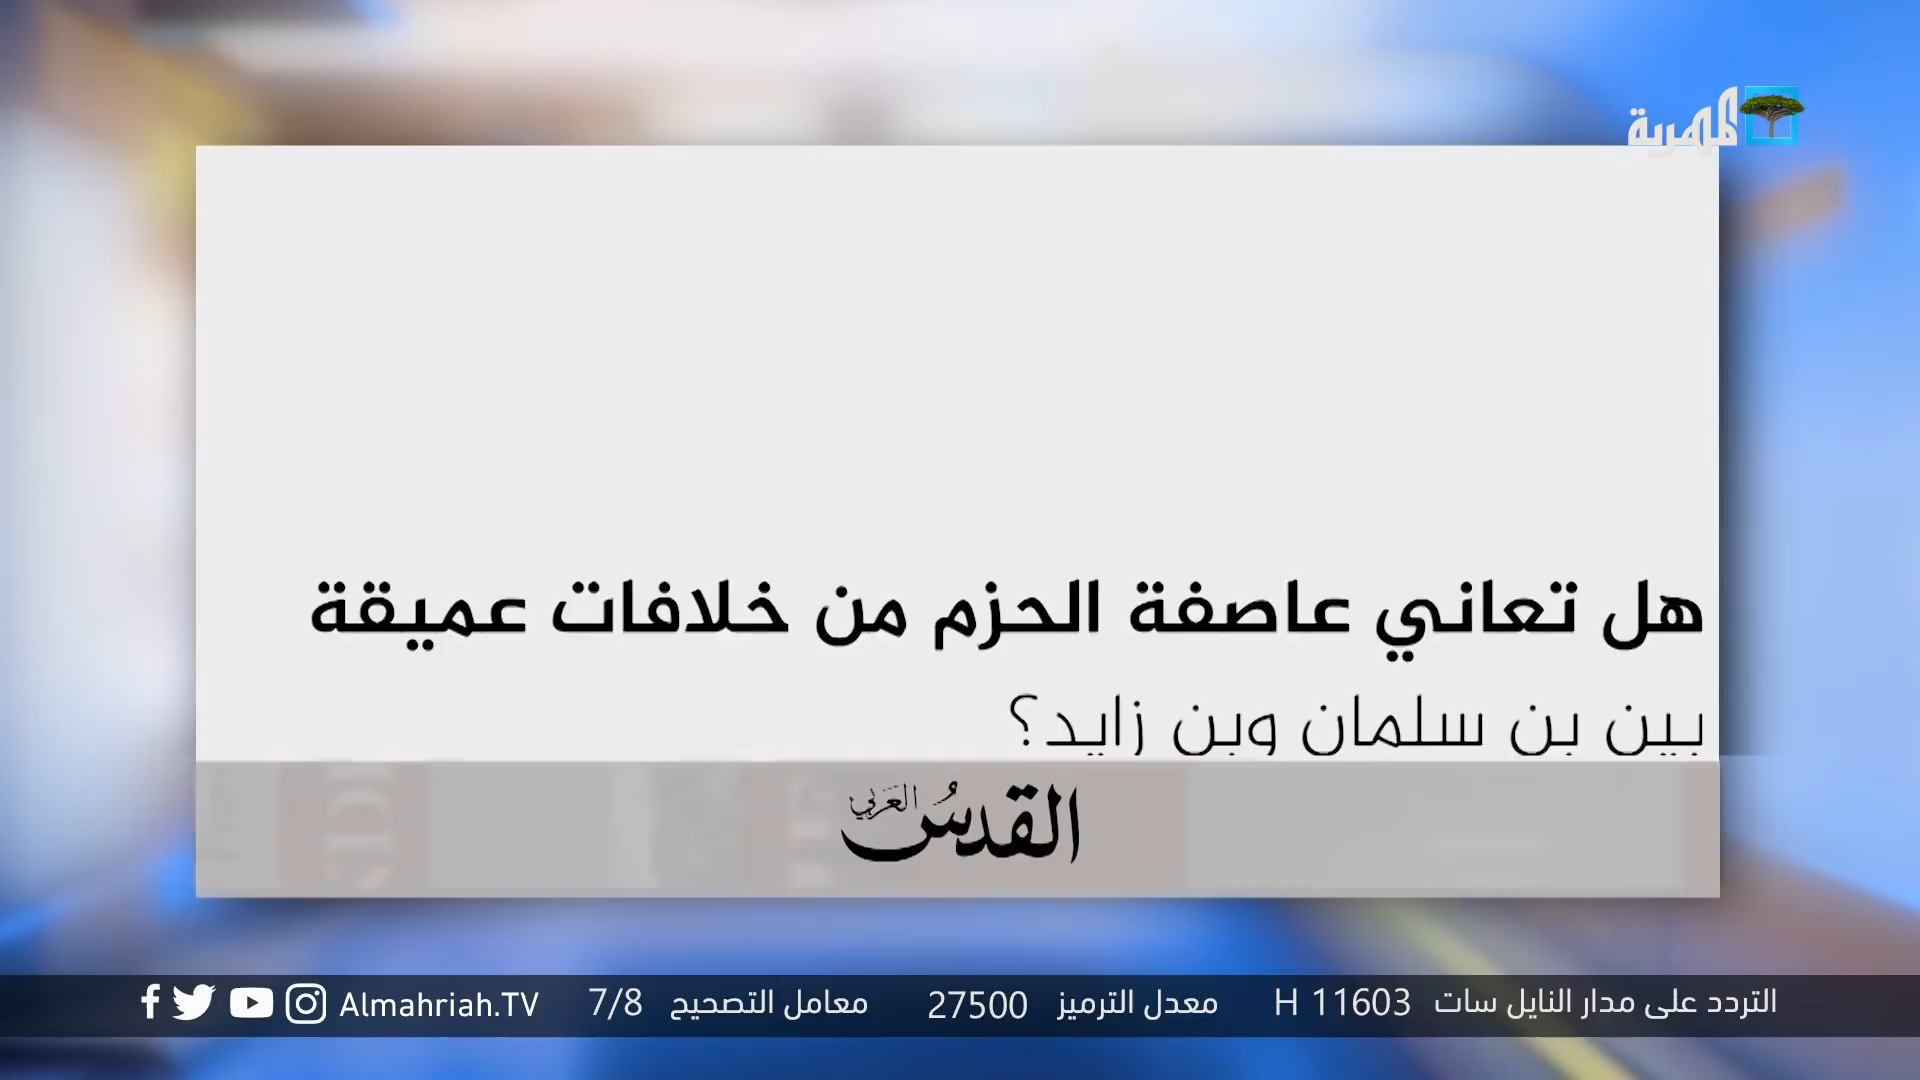 المهرية
هل تعاني عاصفة الحزم من خلافات عميقة
بين بن سلمان وبن زايد؟
القدس العربي
التردد على مدار النايل سات 11603 H معدل الترميز 27500 معامل التصحيح 7/8 Almahriah.TV